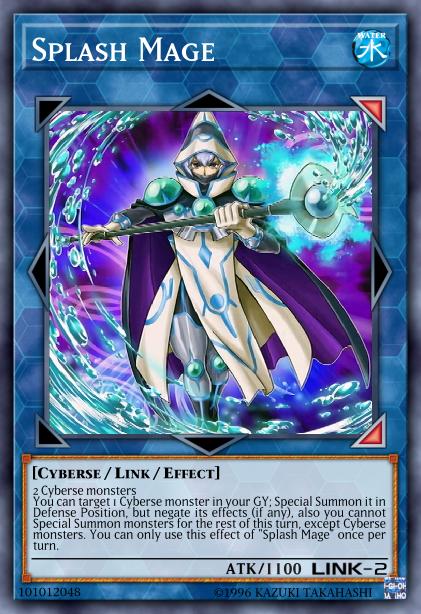 Splash Mage
WATER
水
[Cyberse / Link / Effect]
2 Cyberse monsters
You can target 1 Cyberse monster in your GY; Special Summon it in
Defense Position, but negate its effects (if any), also you cannot
Special Summon monsters for the rest of this turn, except Cyberse
monsters. You can only use this effect of "Splash Mage" once per
turn.
ATK/1100 LINK-2
101012048 ©1996 KAZUKI TAKAHASHI